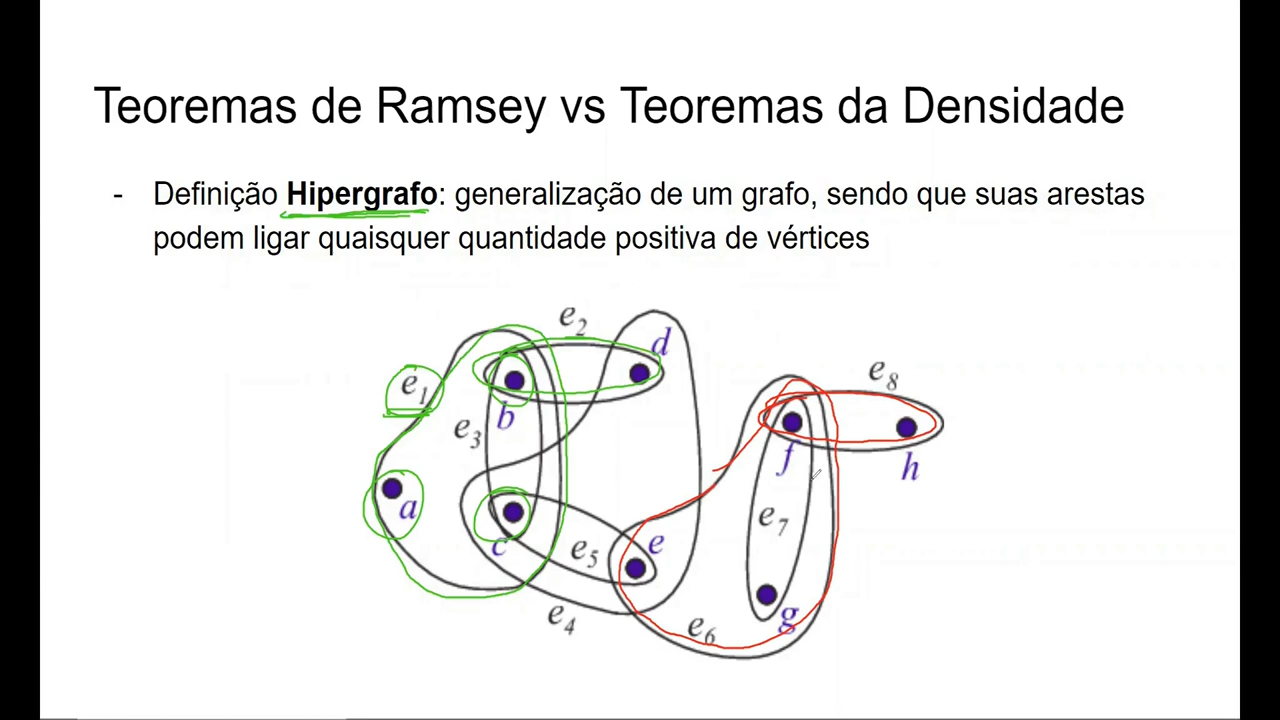 Teoremas de Ramsey vs Teoremas da Densidade
- Definição Hipergrafo: generalização de um grafo, sendo que suas arestas
podem ligar quaisquer quantidade positiva de vértices
e2
d
e1
e8
b
e3
f
h
a
c
e5
e
e7
g
e4
e6